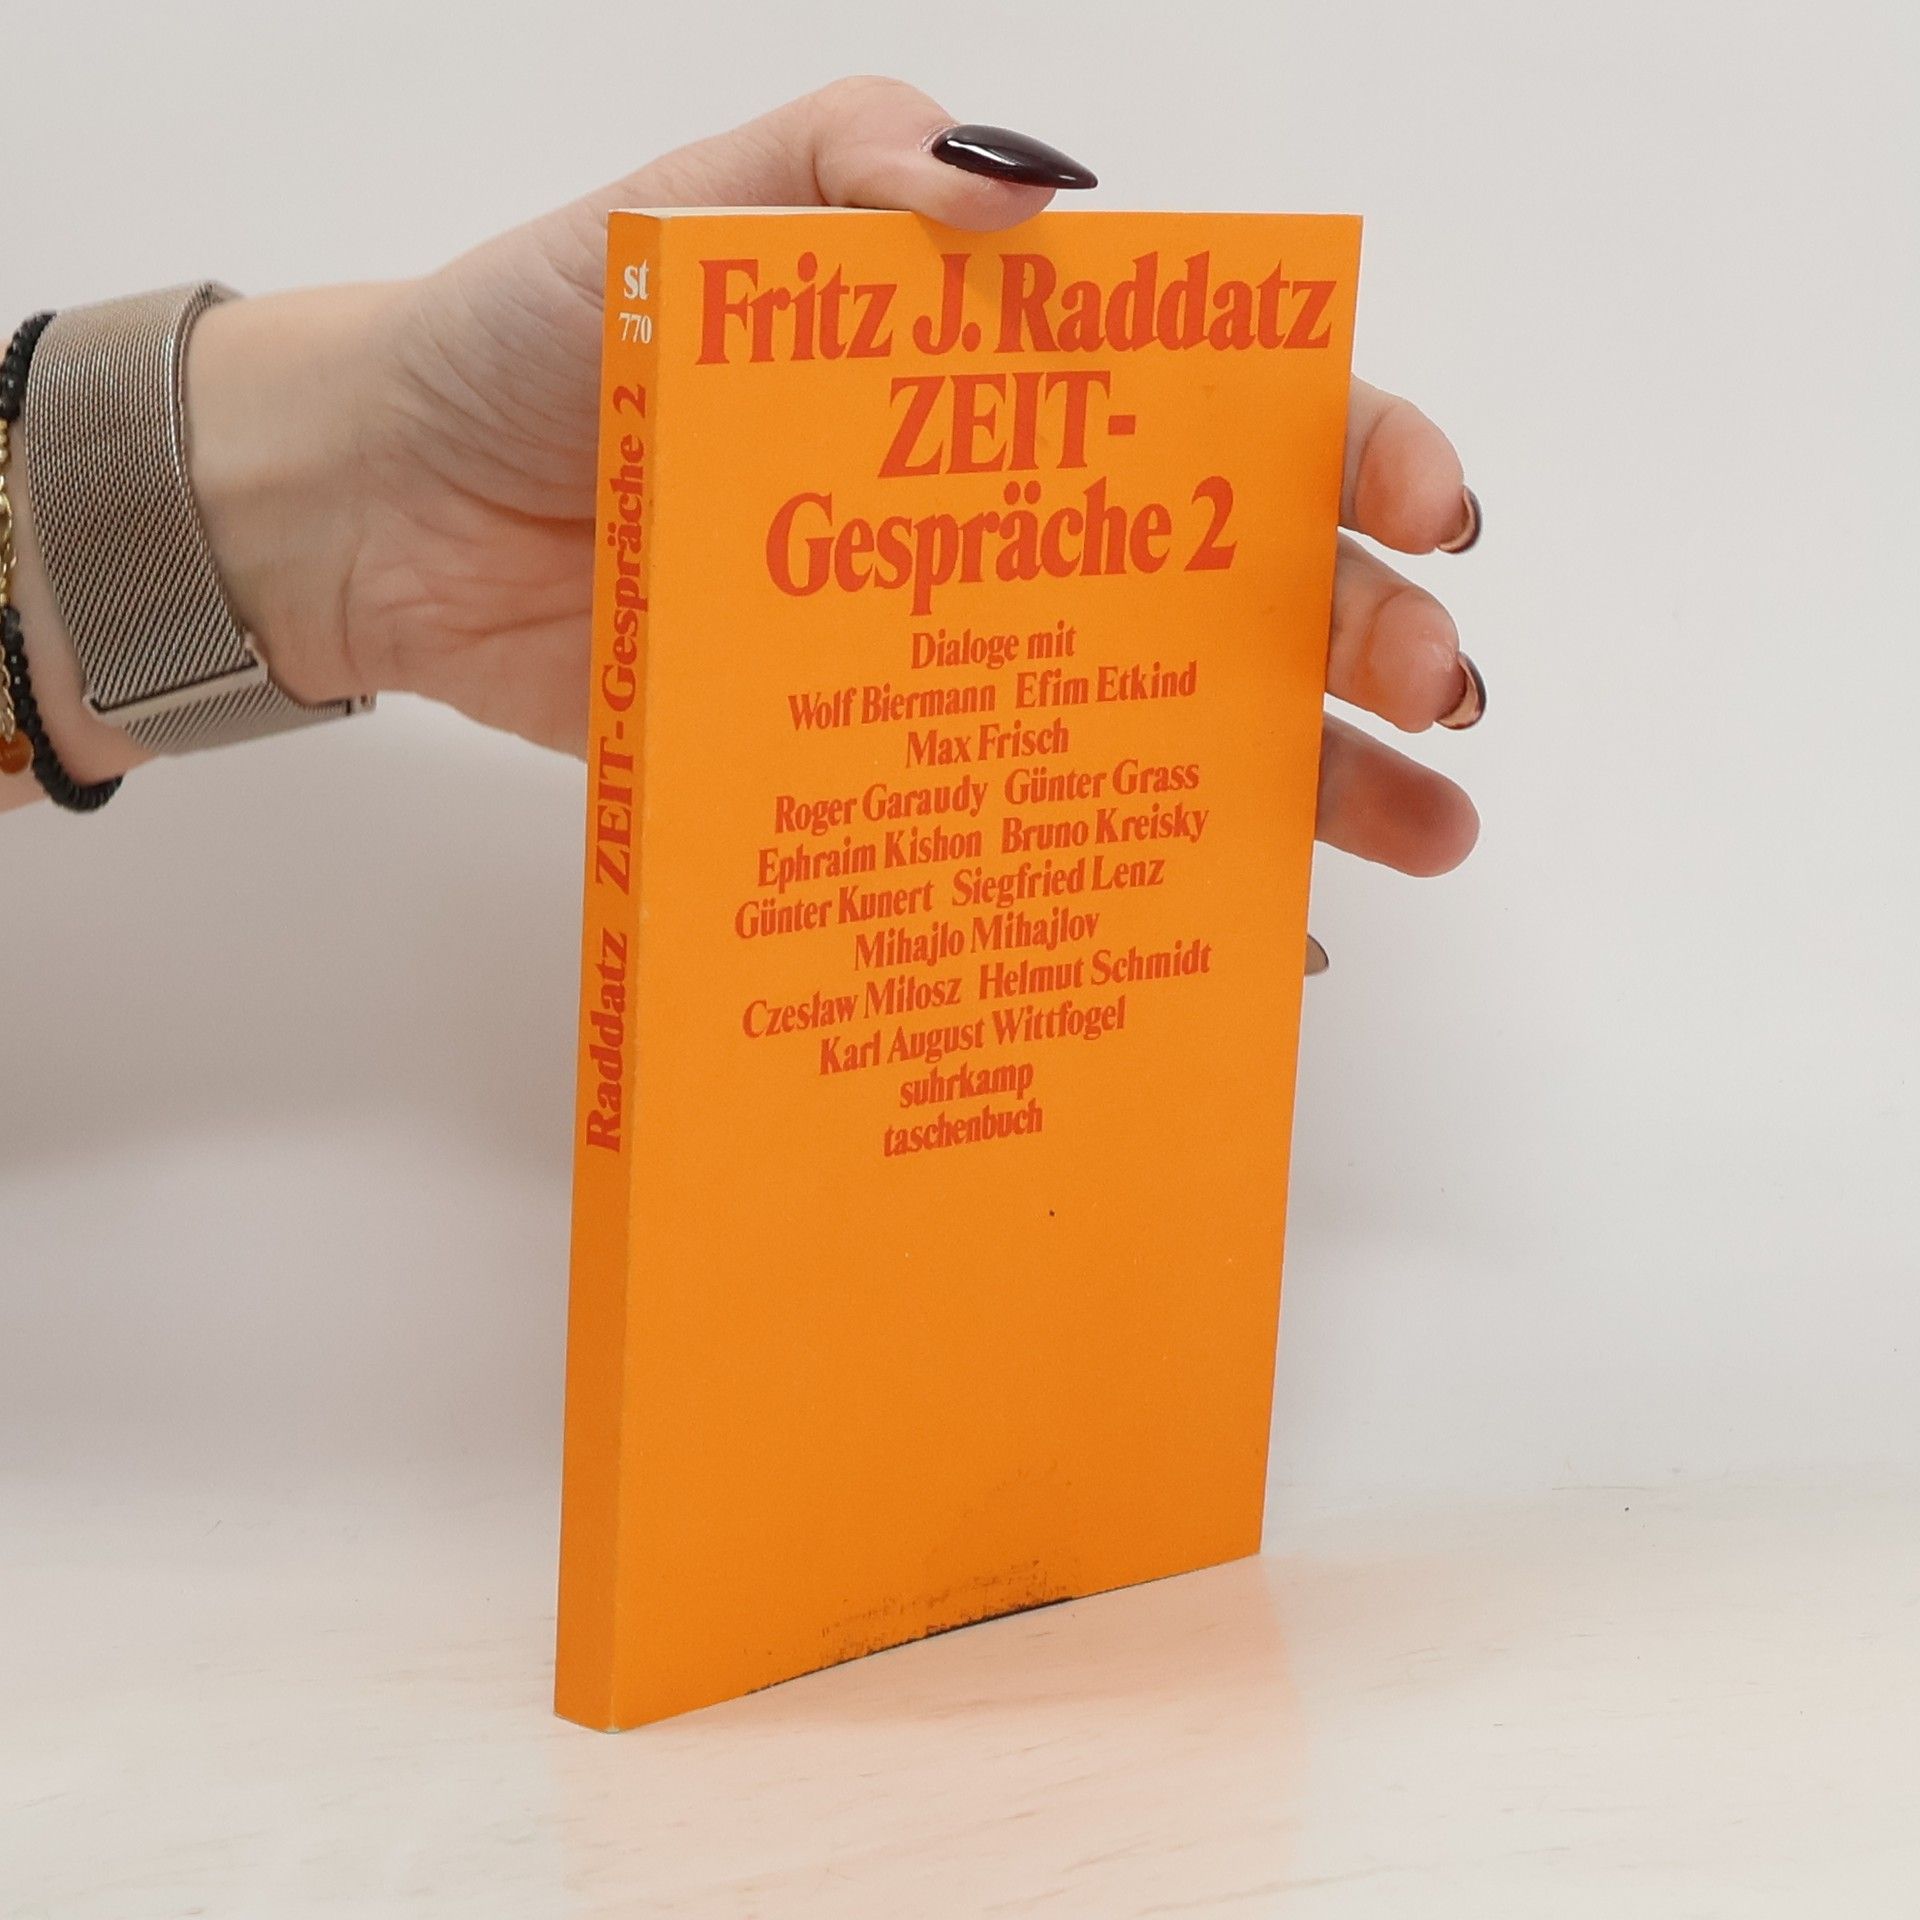 st
770
Raddatz ZEIT-Gespräche 2
Fritz J. Raddatz
ZEIT-
Gespräche 2
Dialoge mit
Wolf Biermann Efim Etkind
Max Frisch
Roger Garaudy Günter Grass
Ephraim Kishon Bruno Kreisky
Günter Kunert Siegfried Lenz
Mihajlo Mihajlov
Czesław Miłosz Helmut Schmidt
Karl August Wittfogel
suhrkamp
taschenbuch